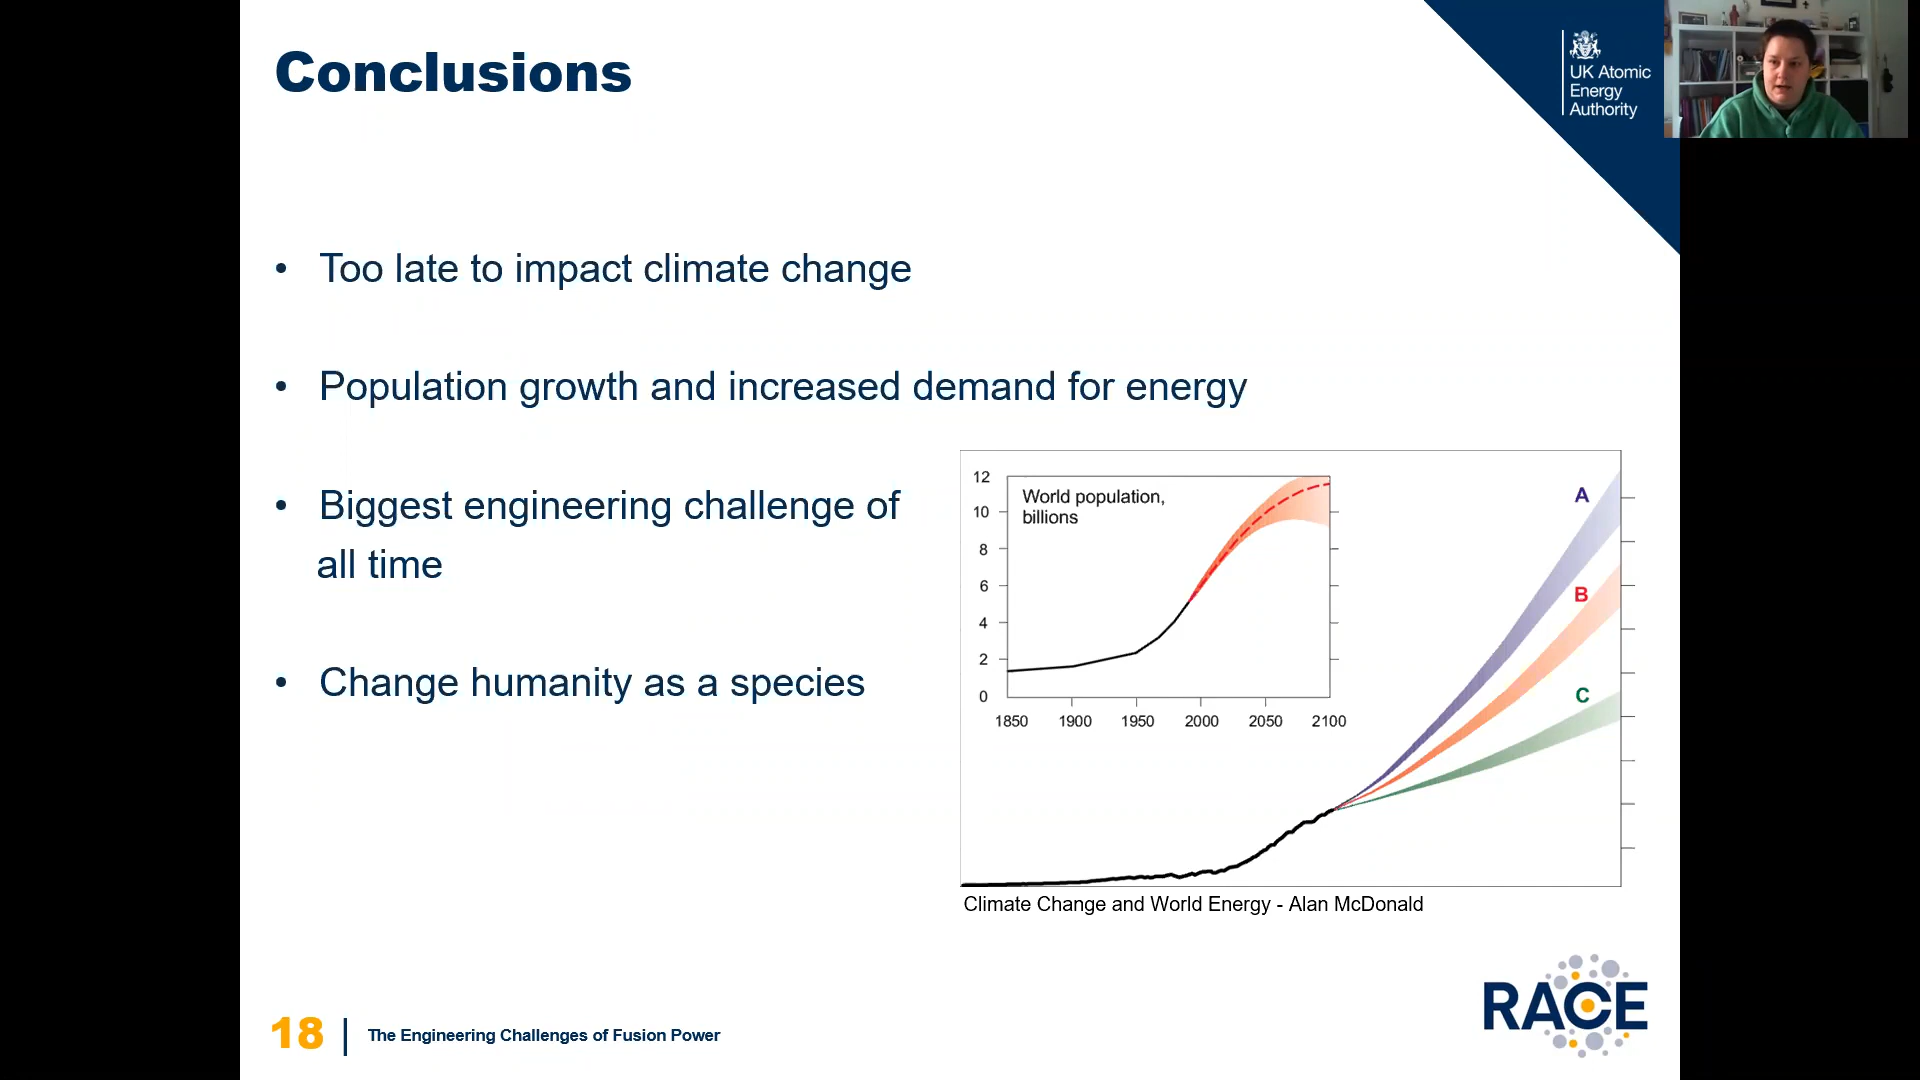 Conclusions
UK Atomic
Energy
Authority
• Too late to impact climate change
• Population growth and increased demand for energy
• Biggest engineering challenge of
all time
• Change humanity as a species
12
10
8
6
4
2
0
World population,
billions
1850 1900 1950 2000 2050 2100
A
B
C
Climate Change and World Energy - Alan McDonald
18
The Engineering Challenges of Fusion Power
RACE